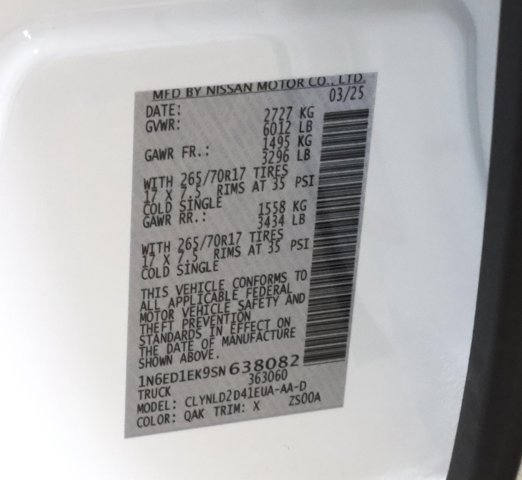 MFD BY NISSAN MOTOR CO., LTD.
DATE: 03/25
GVWR: 2727 KG
6012 LB
GAWR FR.: 1495 KG
3296 LB
WITH 265/70R17 TIRES
17 X 7.5 RIMS AT 35 PSI
COLD SINGLE
GAWR RR.: 1558 KG
3434 LB
WITH 265/70R17 TIRES
17 X 7.5 RIMS AT 35 PSI
COLD SINGLE
THIS VEHICLE CONFORMS TO
ALL APPLICABLE FEDERAL
MOTOR VEHICLE SAFETY AND
THEFT PREVENTION
STANDARDS IN EFFECT ON
THE DATE OF MANUFACTURE
SHOWN ABOVE.
1N6ED1EK9SN638082
TRUCK 363060
MODEL: CLYNLD2D41EUA-AA-D
COLOR: QAK TRIM: X ZS00A